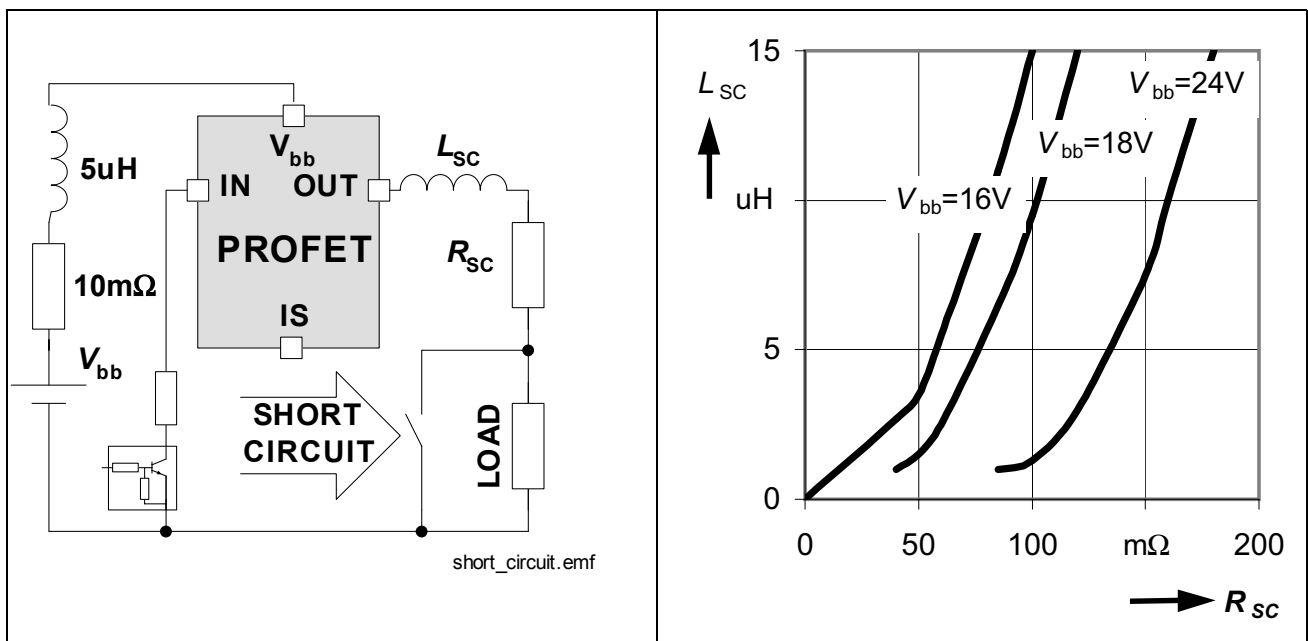 5uH
10mΩ
Vbb
Vbb
IN
OUT
PROFET
IS
LSC
RSC
SHORT
CIRCUIT
LOAD
short_circuit.emf
15
LSC
uH
5
0
Vbb=24V
Vbb=18V
Vbb=16V
0 50 100 mΩ 200
RSC